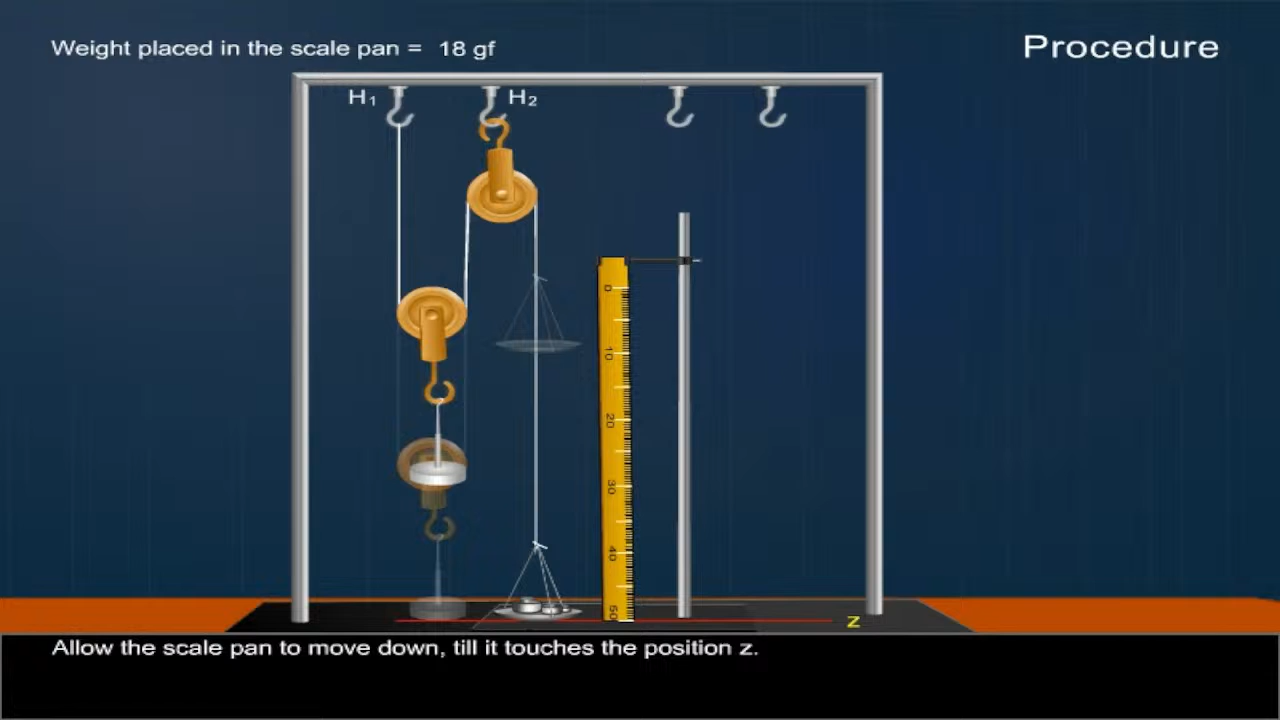 Weight placed in the scale pan = 18 gf
Procedure
H1
H2
0
10
20
30
40
50
z
Allow the scale pan to move down, till it touches the position z.